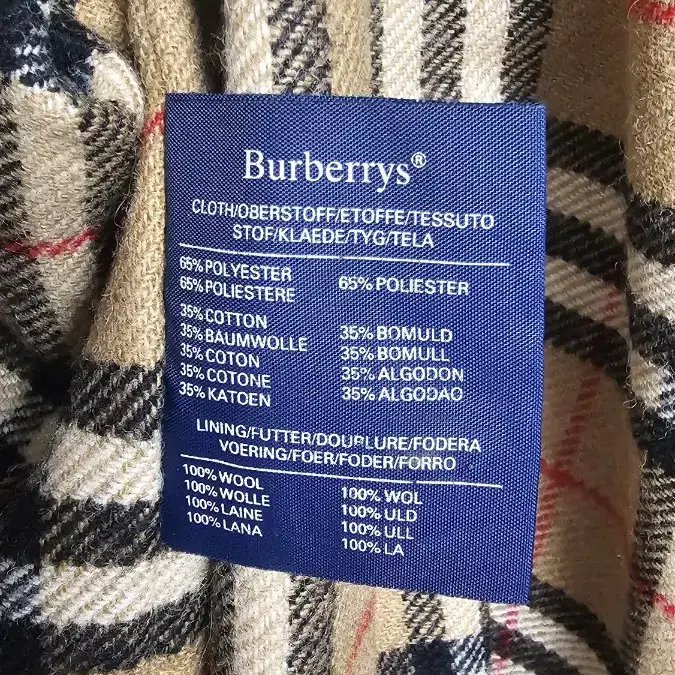 Burberrys®
CLOTH/OBERSTOFF/ETOFFE/TESSUTO
STOF/KLAEDE/TYG/TELA
65% POLYESTER
65% POLIESTERE
65% POLIESTER
35% COTTON
35% BAUMWOLLE
35% COTON
35% COTONE
35% KATOEN
35% BOMULD
35% BOMULL
35% ALGODON
35% ALGODAO
LINING/FUTTER/DOUPLURE/FODERA
VOERING/FOER/FODER/FORRO
100% WOOL
100% WOLLE
100% LAINE
100% LANA
100% WOL
100% ULD
100% ULL
100% LA